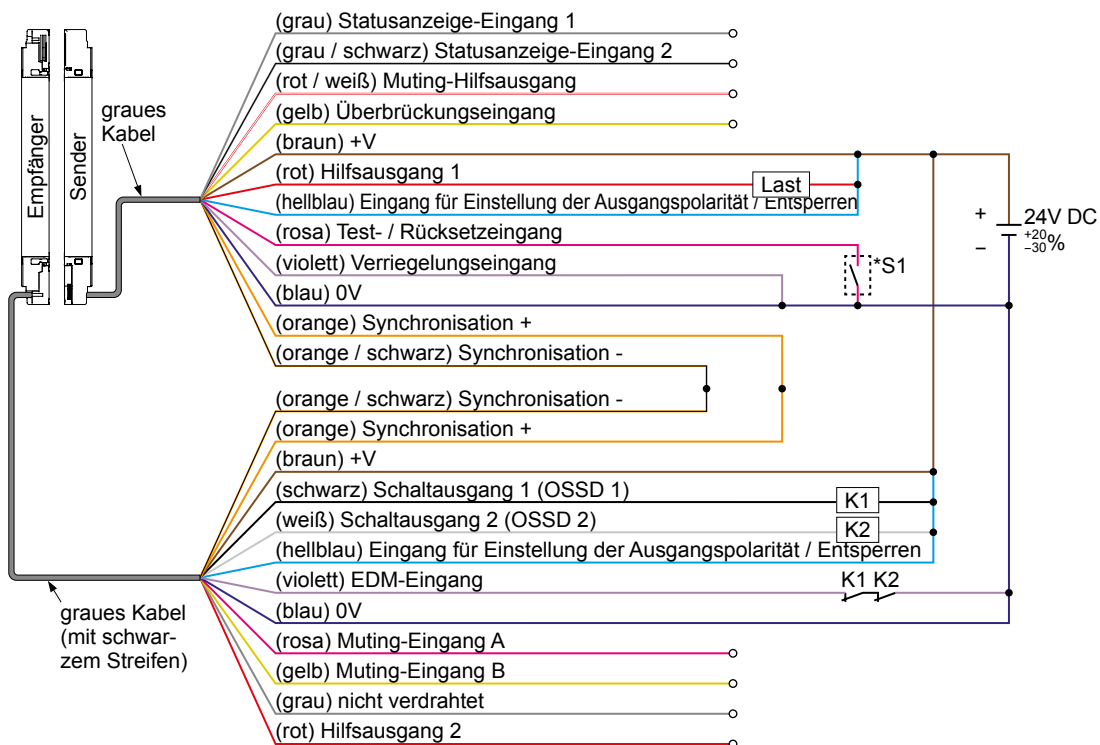 (grau) Statusanzeige-Eingang 1
(grau / schwarz) Statusanzeige-Eingang 2
(rot / weiß) Muting-Hilfsausgang
(gelb) Überbrückungseingang
(braun) +V
(rot) Hilfsausgang 1
Last
(hellblau) Eingang für Einstellung der Ausgangspolarität / Entsperren
(rosa) Test- / Rücksetzeingang
(violett) Verriegelungseingang
(blau) 0V
(orange) Synchronisation +
(orange / schwarz) Synchronisation -
Empfänger
Sender
graues
Kabel
*S1
+
–
24V DC
+20
–30 %
(orange / schwarz) Synchronisation -
(orange) Synchronisation +
(braun) +V
(schwarz) Schaltausgang 1 (OSSD 1)
K1
(weiß) Schaltausgang 2 (OSSD 2)
K2
(hellblau) Eingang für Einstellung der Ausgangspolarität / Entsperren
(violett) EDM-Eingang
K1 K2
(blau) 0V
(rosa) Muting-Eingang A
(gelb) Muting-Eingang B
(grau) nicht verdrahtet
(rot) Hilfsausgang 2
graues Kabel
(mit schwar-
zem Streifen)